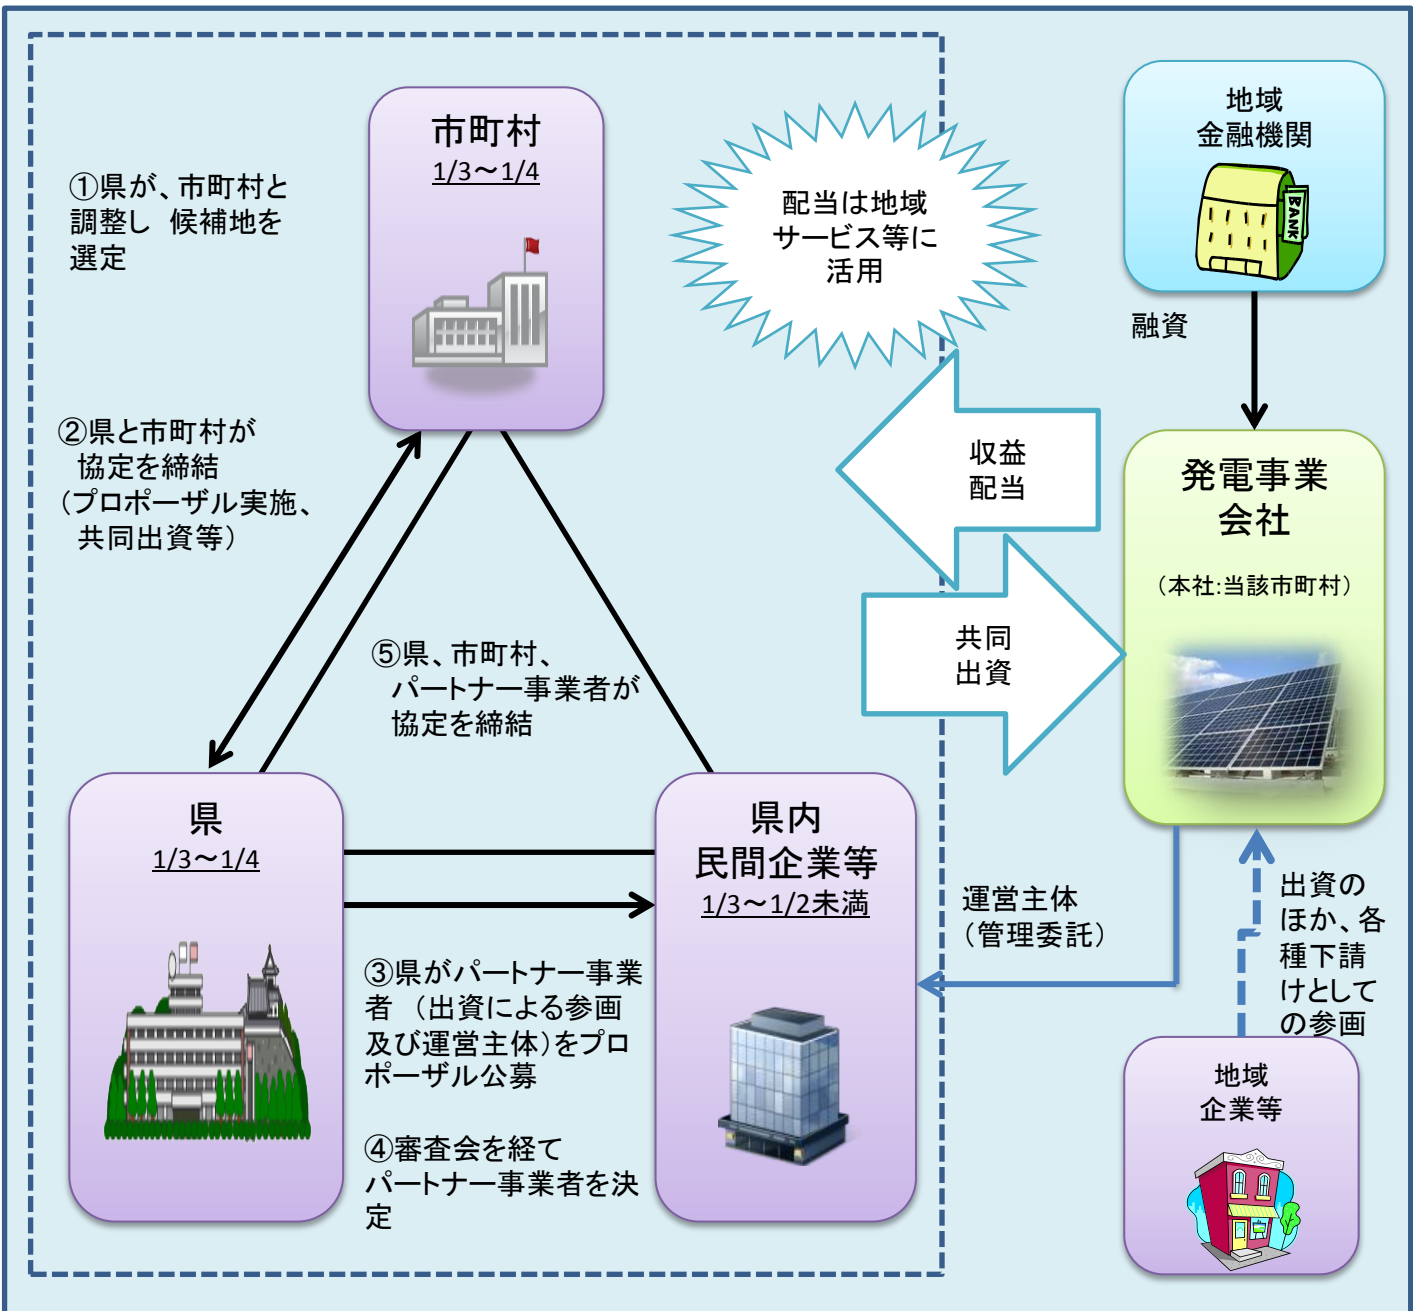 市町村
1/3～1/4
①県が、市町村と
調整し 候補地を
選定
配当は地域
サービス等に
活用
地域
金融機関
BANK
融資
②県と市町村が
協定を締結
（プロポーザル実施、
共同出資等）
収益
配当
発電事業
会社
（本社:当該市町村）
共同
出資
⑤県、市町村、
パートナー事業者が
協定を締結
県
1/3～1/4
県内
民間企業等
1/3～1/2未満
運営主体
（管理委託）
出資の
ほか、各
種下請
けとして
の参画
③県がパートナー事業
者 （出資による参画
及び運営主体）をプロ
ポーザル公募
④審査会を経て
パートナー事業者を決
定
地域
企業等